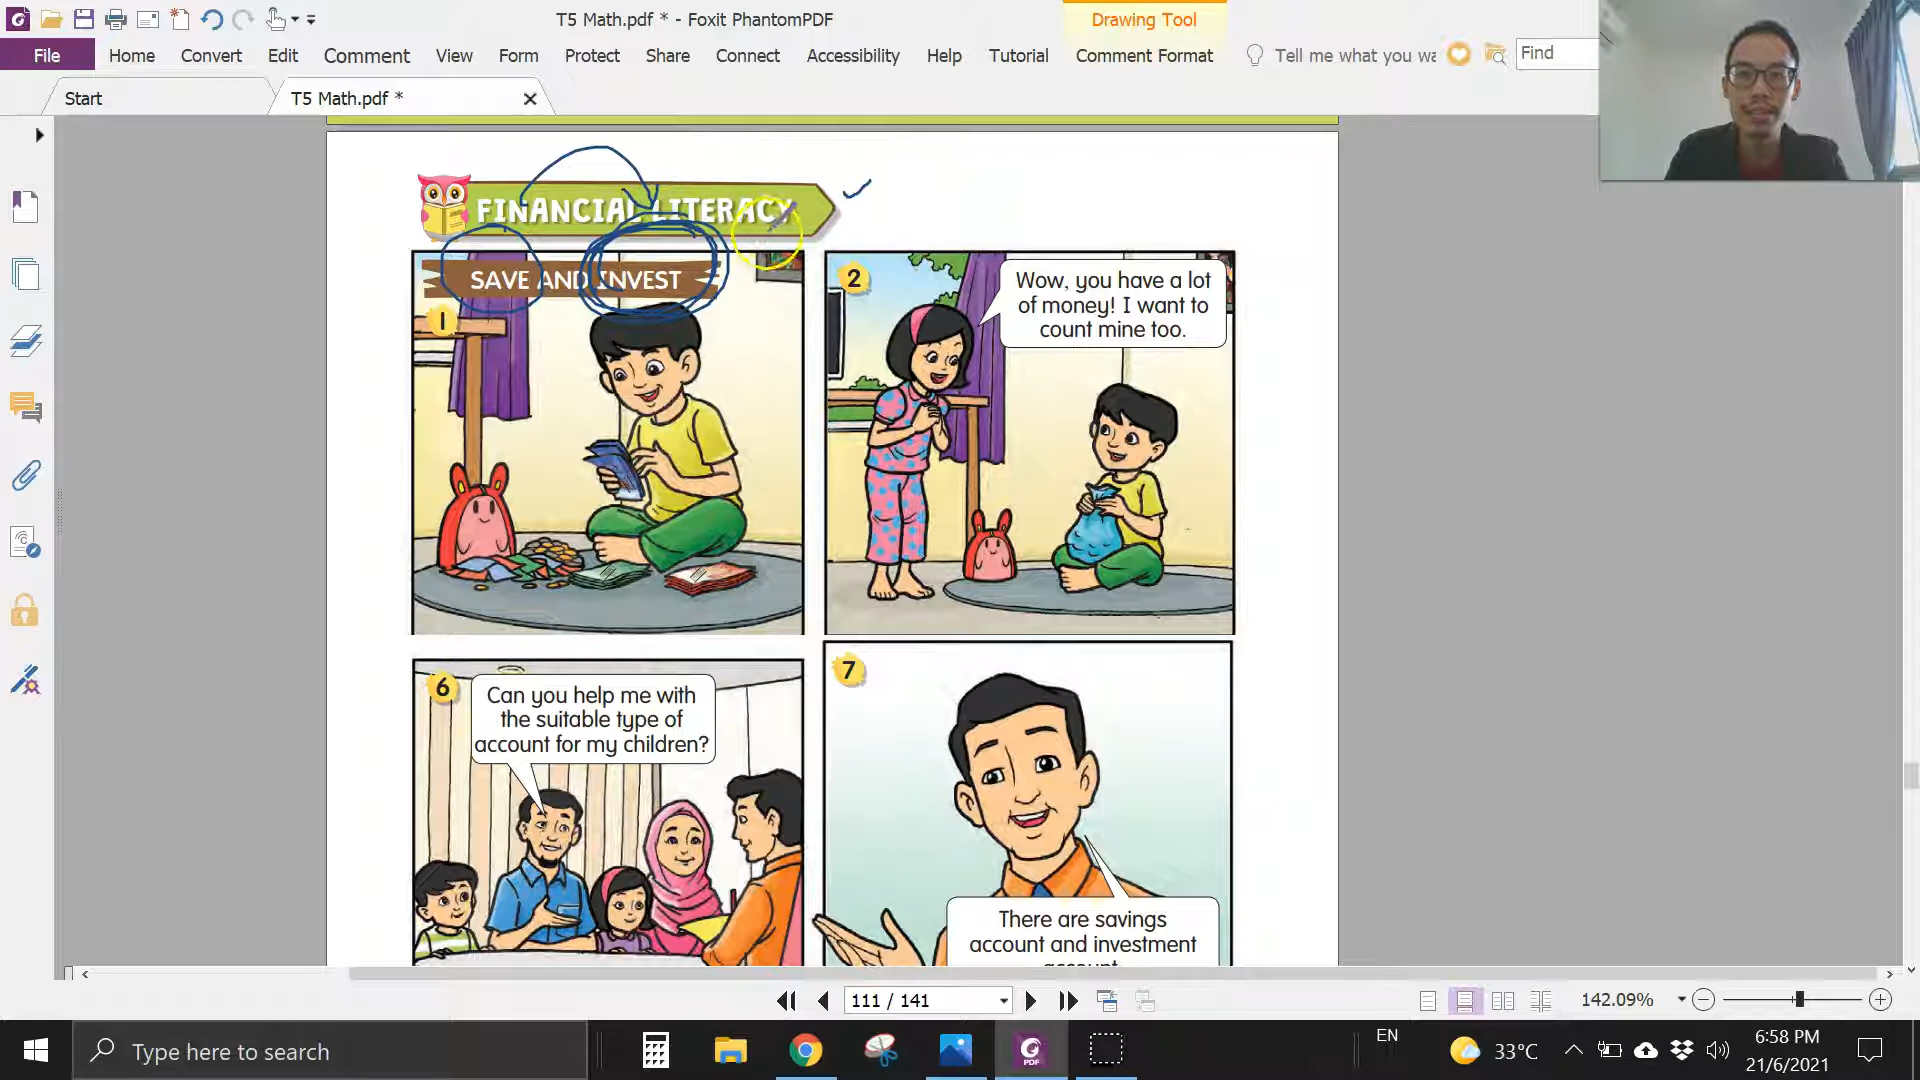 T5 Math.pdf * - Foxit PhantomPDF
Drawing Tool
File Home Convert Edit Comment View Form Protect Share Connect Accessibility Help Tutorial Comment Format Tell me what you wa Find
Start
T5 Math.pdf *
FINANCIAL LITERACY
SAVE AND INVEST
1
2
Wow, you have a lot
of money! I want to
count mine too.
6
Can you help me with
the suitable type of
account for my children?
7
There are savings
account and investment
111 / 141
142.09%
Type here to search
PDF
EN
33°C
6:58 PM
21/6/2021